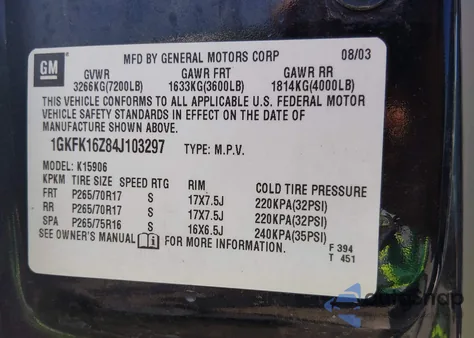 GM
MFD BY GENERAL MOTORS CORP 08/03
GVWR GAWR FRT GAWR RR
3266KG(7200LB) 1633KG(3600LB) 1814KG(4000LB)
THIS VEHICLE CONFORMS TO ALL APPLICABLE U.S. FEDERAL MOTOR
VEHICLE SAFETY STANDARDS IN EFFECT ON THE DATE OF
MANUFACTURE SHOWN ABOVE.
1GKFK16Z84J103297 TYPE: M.P.V.
MODEL: K15906
KPKM TIRE SIZE SPEED RTG RIM COLD TIRE PRESSURE
FRT P265/70R17 S 17X7.5J 220KPA(32PSI)
RR P265/70R17 S 17X7.5J 220KPA(32PSI)
SPA P265/75R16 S 16X6.5J 240KPA(35PSI)
SEE OWNER'S MANUAL FOR MORE INFORMATION. F 394
T 451
autosnap